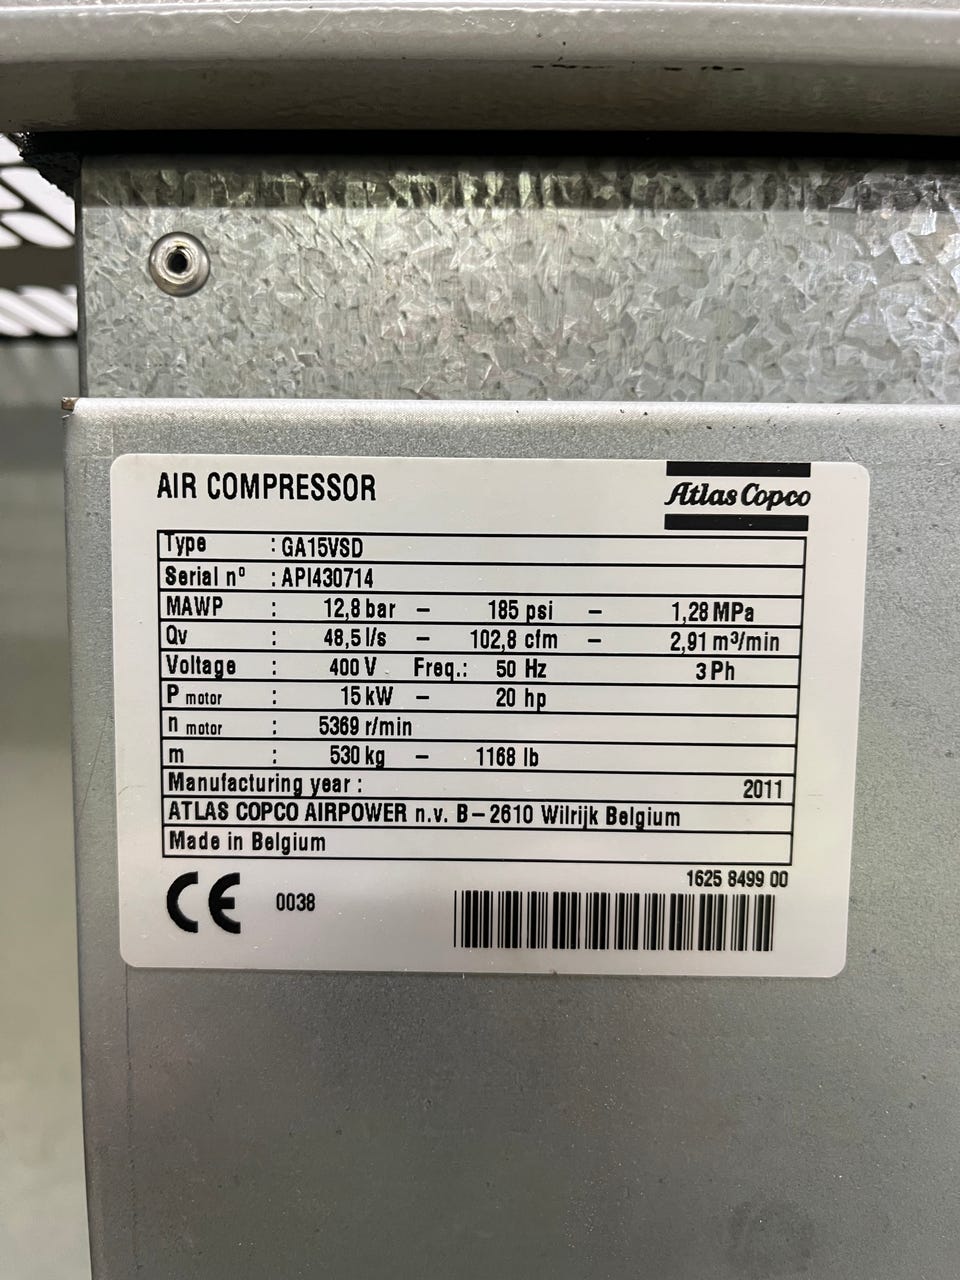 AIR COMPRESSOR
Atlas Copco
Type : GA15VSD
Serial nº : API430714
MAWP : 12,8 bar – 185 psi – 1,28 MPa
Qv : 48,5 l/s – 102,8 cfm – 2,91 m³/min
Voltage : 400 V Freq.: 50 Hz 3 Ph
P motor : 15 kW – 20 hp
n motor : 5369 r/min
m : 530 kg – 1168 lb
Manufacturing year : 2011
ATLAS COPCO AIRPOWER n.v. B–2610 Wilrijk Belgium
Made in Belgium
1625 8499 00
CE 0038